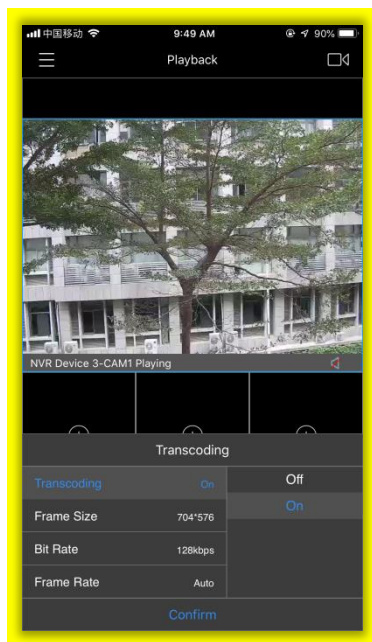 中国移动 9:49 AM 90%
Playback
NVR Device 3-CAM1 Playing
Transcoding
Transcoding On Off
On
Frame Size 704*576
Bit Rate 128kbps
Frame Rate Auto
Confirm